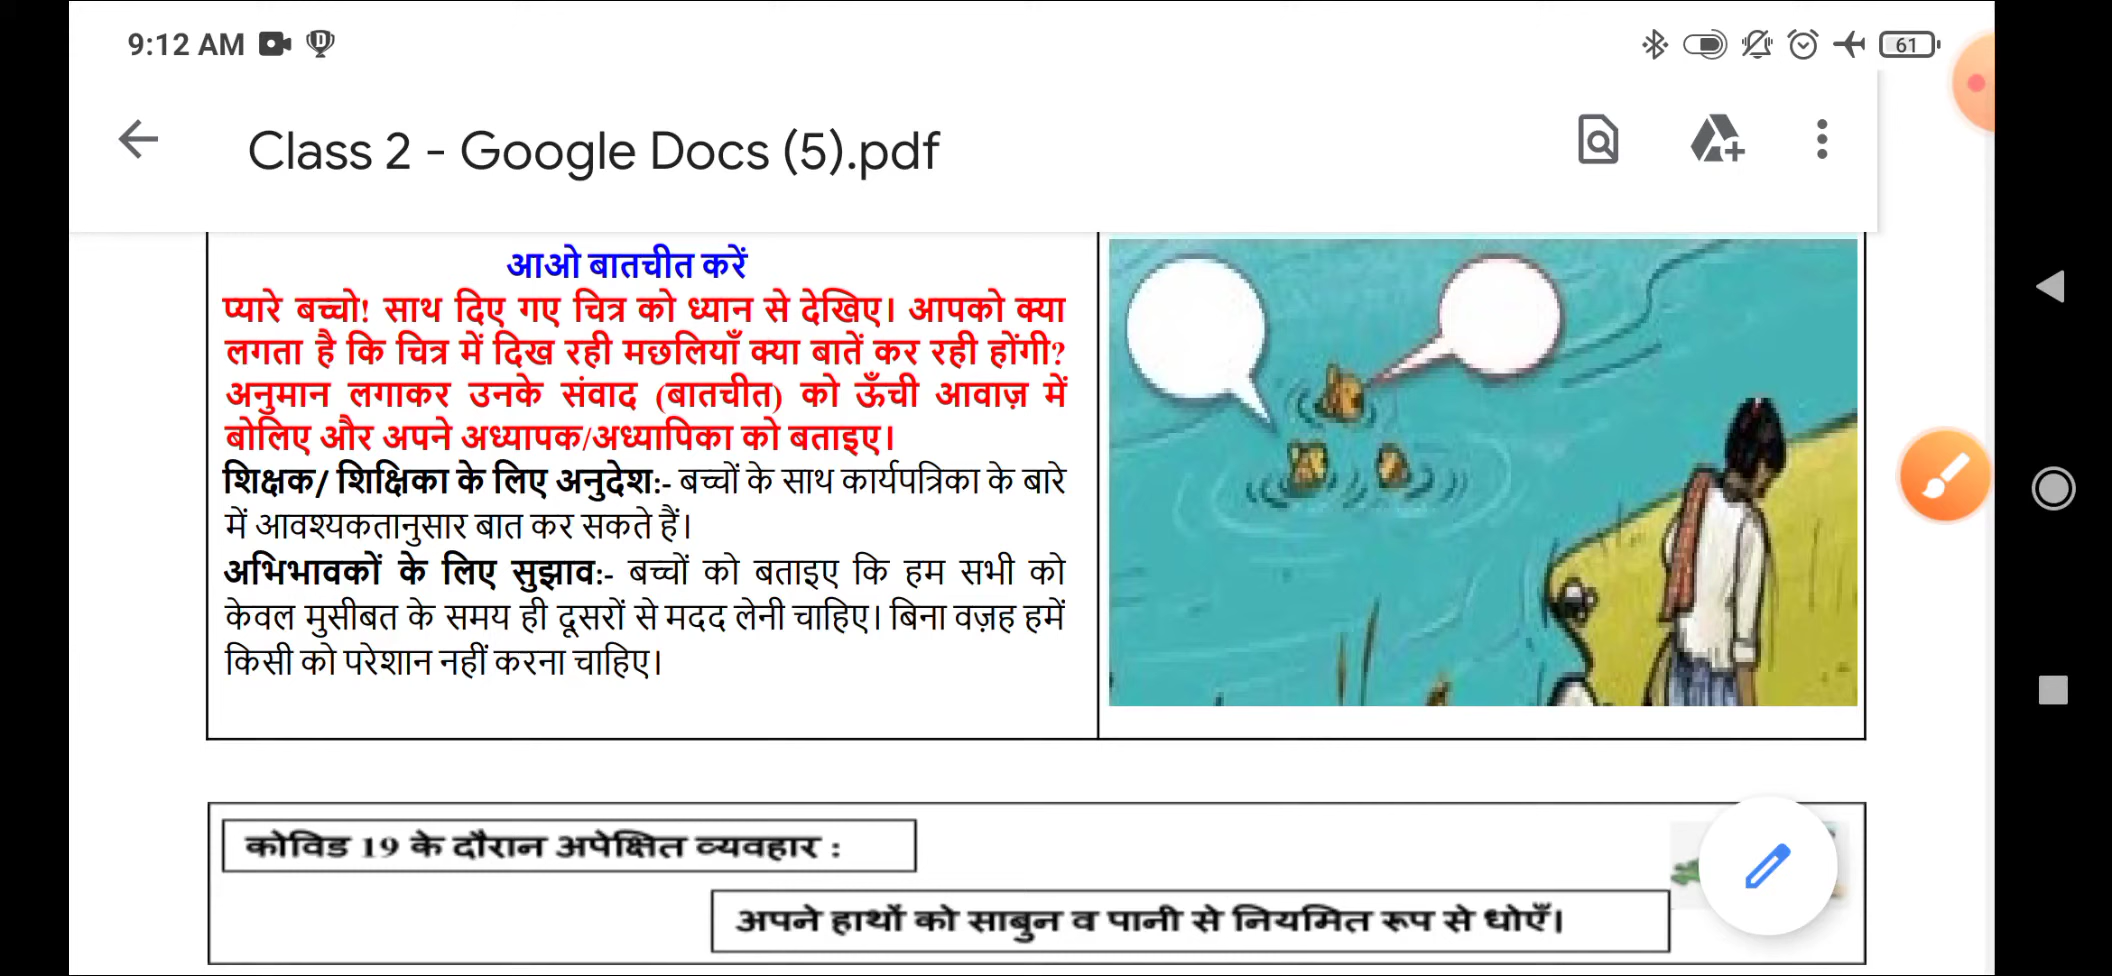 9:12 AM
61
Class 2 - Google Docs (5).pdf
आओ बातचीत करें
प्यारे बच्चो! साथ दिए गए चित्र को ध्यान से देखिए। आपको क्या
लगता है कि चित्र में दिख रही मछलियाँ क्या बातें कर रही होंगी?
अनुमान लगाकर उनके संवाद (बातचीत) को ऊँची आवाज़ में
बोलिए और अपने अध्यापक/अध्यापिका को बताइए।
शिक्षक/ शिक्षिका के लिए अनुदेश:- बच्चों के साथ कार्यपत्रिका के बारे
में आवश्यकतानुसार बात कर सकते हैं।
अभिभावकों के लिए सुझाव:- बच्चों को बताइए कि हम सभी को
केवल मुसीबत के समय ही दूसरों से मदद लेनी चाहिए। बिना वज़ह हमें
किसी को परेशान नहीं करना चाहिए।
कोविड 19 के दौरान अपेक्षित व्यवहार :
अपने हाथों को साबुन व पानी से नियमित रूप से धोएँ।